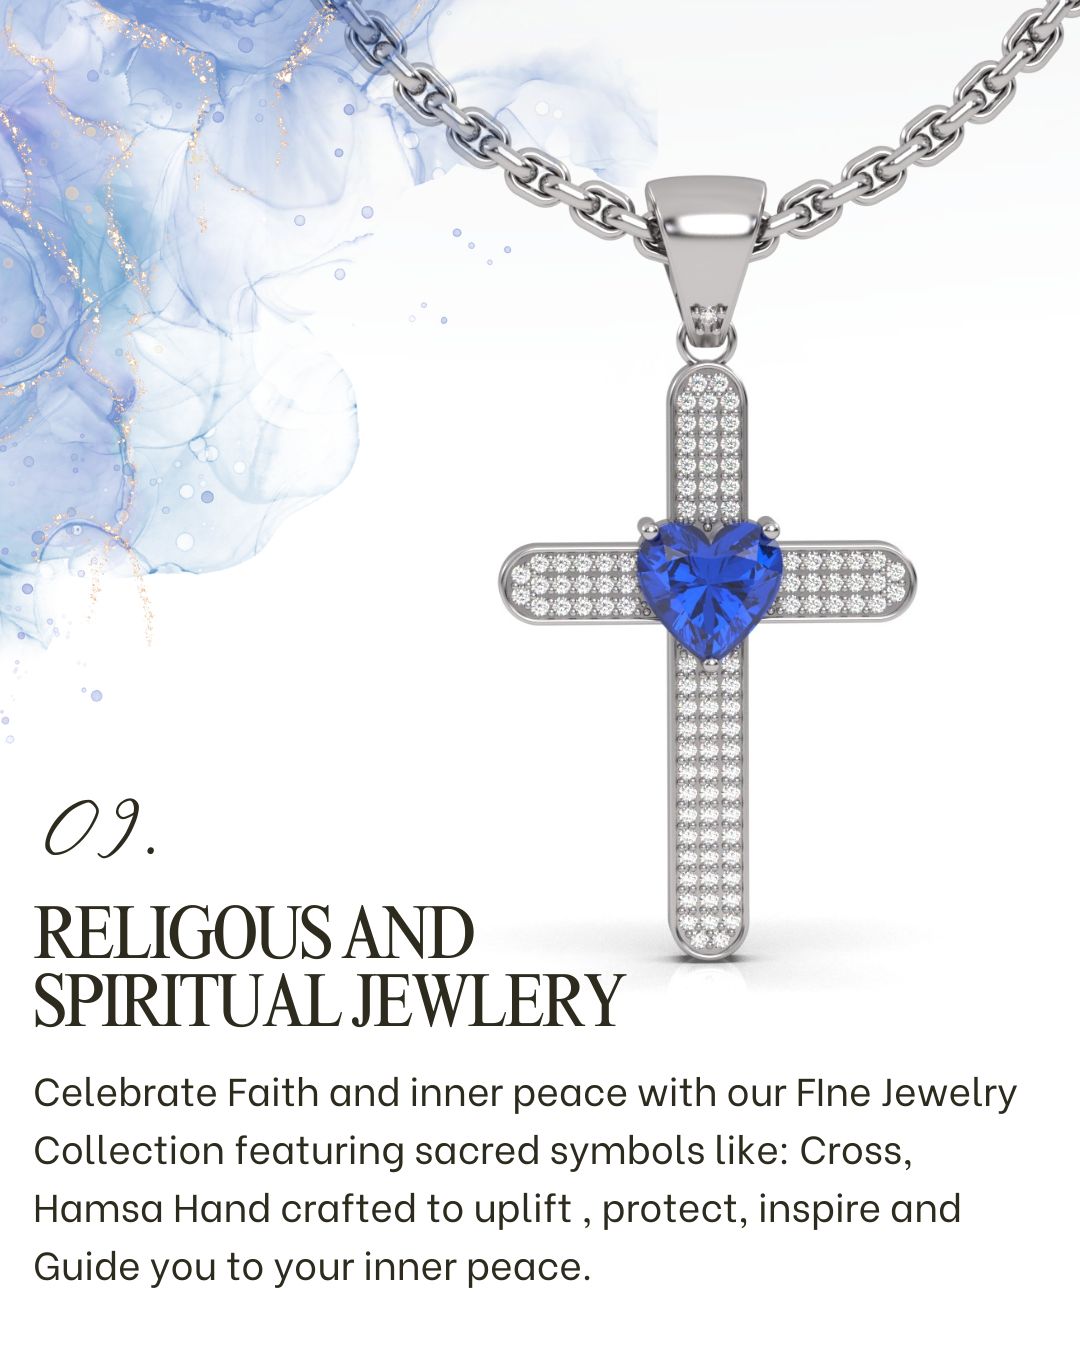 09.
RELIGOUS AND
SPIRITUAL JEWLERY
Celebrate Faith and inner peace with our FIne Jewelry
Collection featuring sacred symbols like: Cross,
Hamsa Hand crafted to uplift , protect, inspire and
Guide you to your inner peace.